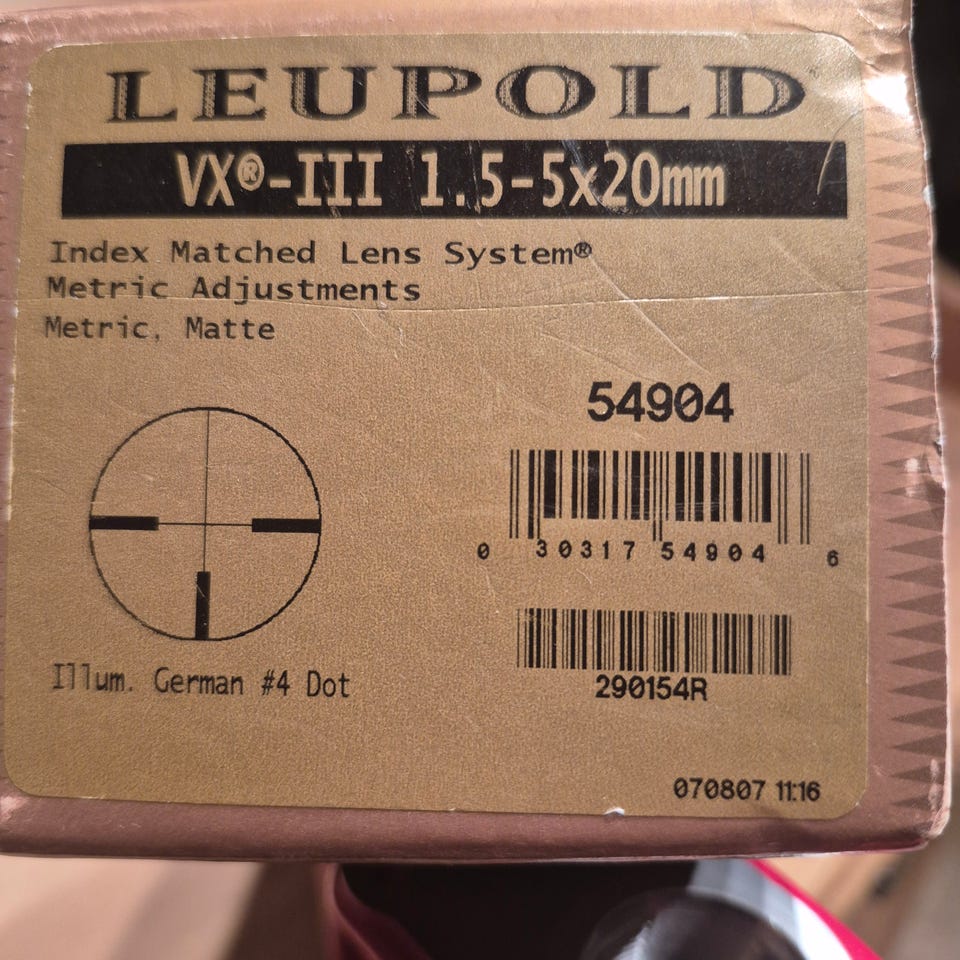 LEUPOLD
VX®-III 1.5-5x20mm
Index Matched Lens System®
Metric Adjustments
Metric, Matte
54904
0 30317 54904 6
Illum. German #4 Dot
290154R
070807 11:16